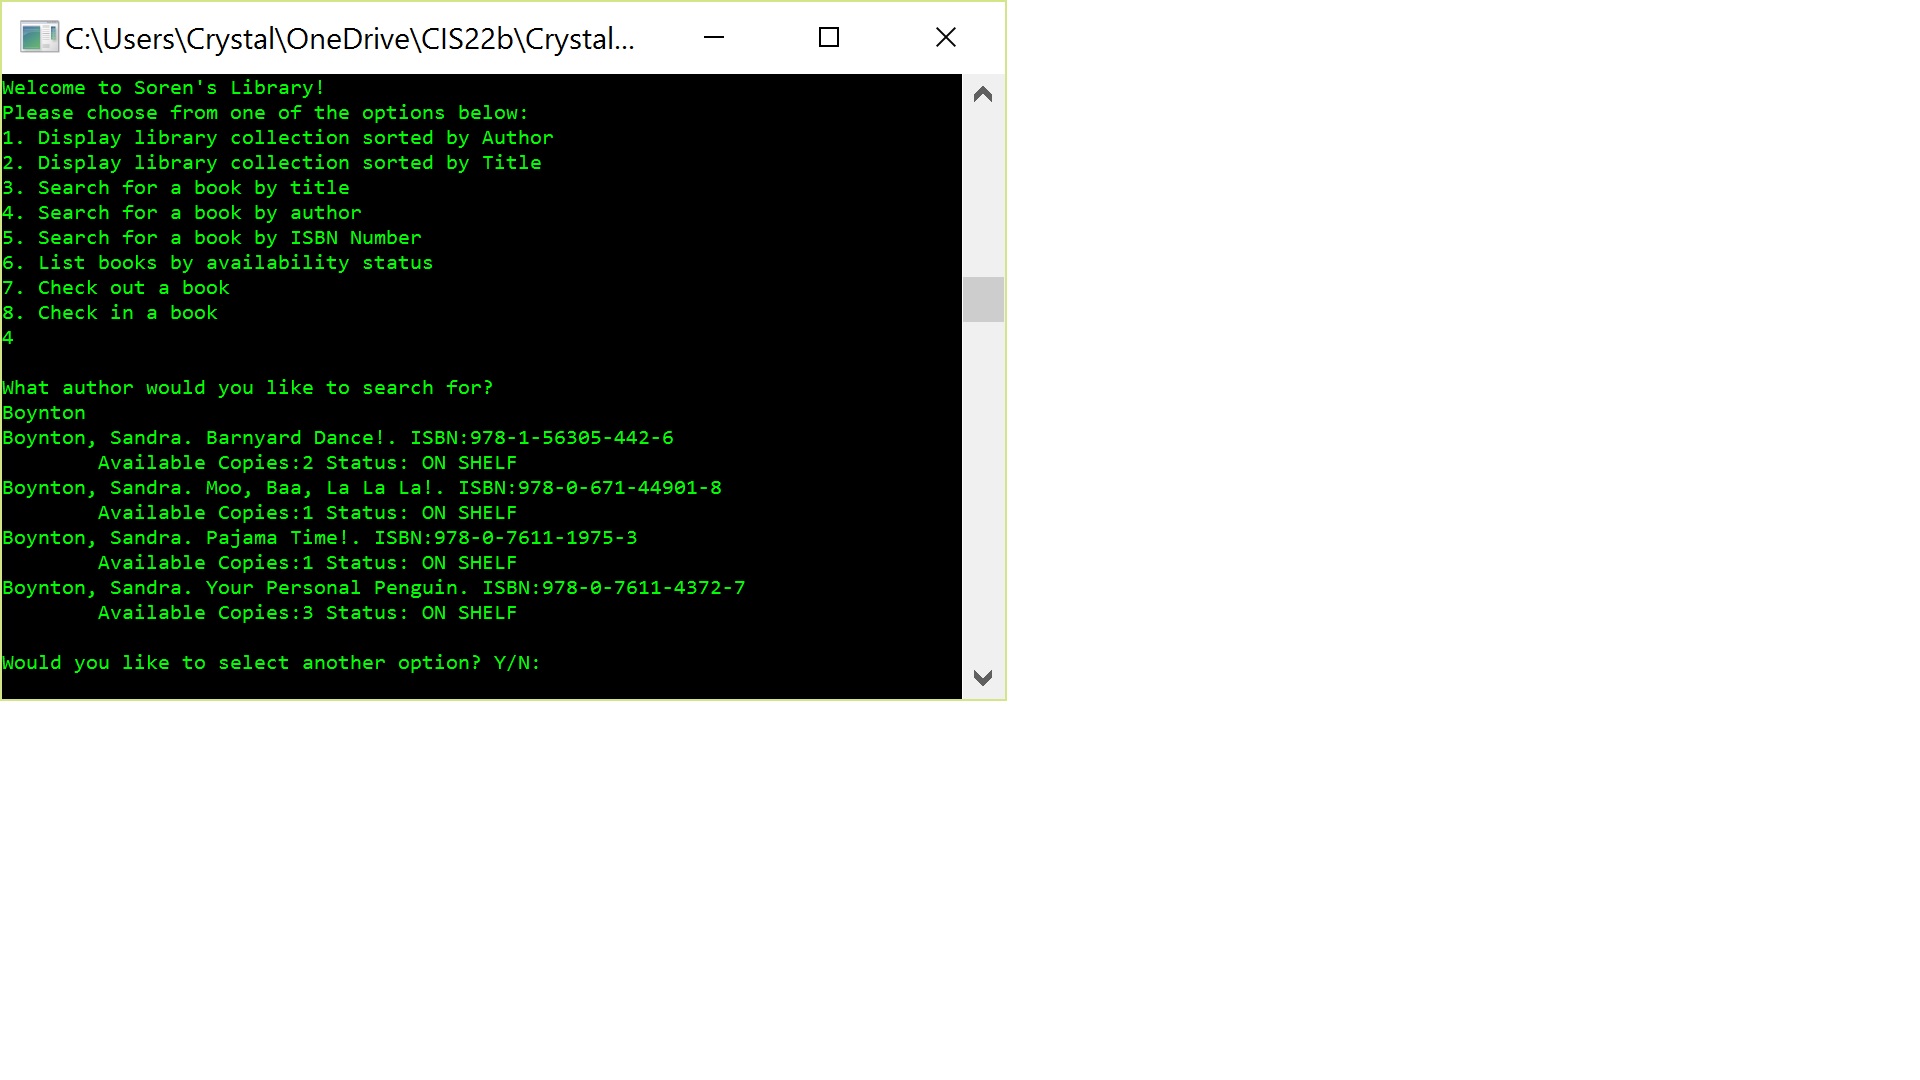 C:\Users\Crystal\OneDrive\CIS22b\Crystal...
Welcome to Soren's Library!
Please choose from one of the options below:
1. Display library collection sorted by Author
2. Display library collection sorted by Title
3. Search for a book by title
4. Search for a book by author
5. Search for a book by ISBN Number
6. List books by availability status
7. Check out a book
8. Check in a book
4
What author would you like to search for?
Boynton
Boynton, Sandra. Barnyard Dance!. ISBN:978-1-56305-442-6
Available Copies:2 Status: ON SHELF
Boynton, Sandra. Moo, Baa, La La La!. ISBN:978-0-671-44901-8
Available Copies:1 Status: ON SHELF
Boynton, Sandra. Pajama Time!. ISBN:978-0-7611-1975-3
Available Copies:1 Status: ON SHELF
Boynton, Sandra. Your Personal Penguin. ISBN:978-0-7611-4372-7
Available Copies:3 Status: ON SHELF
Would you like to select another option? Y/N: